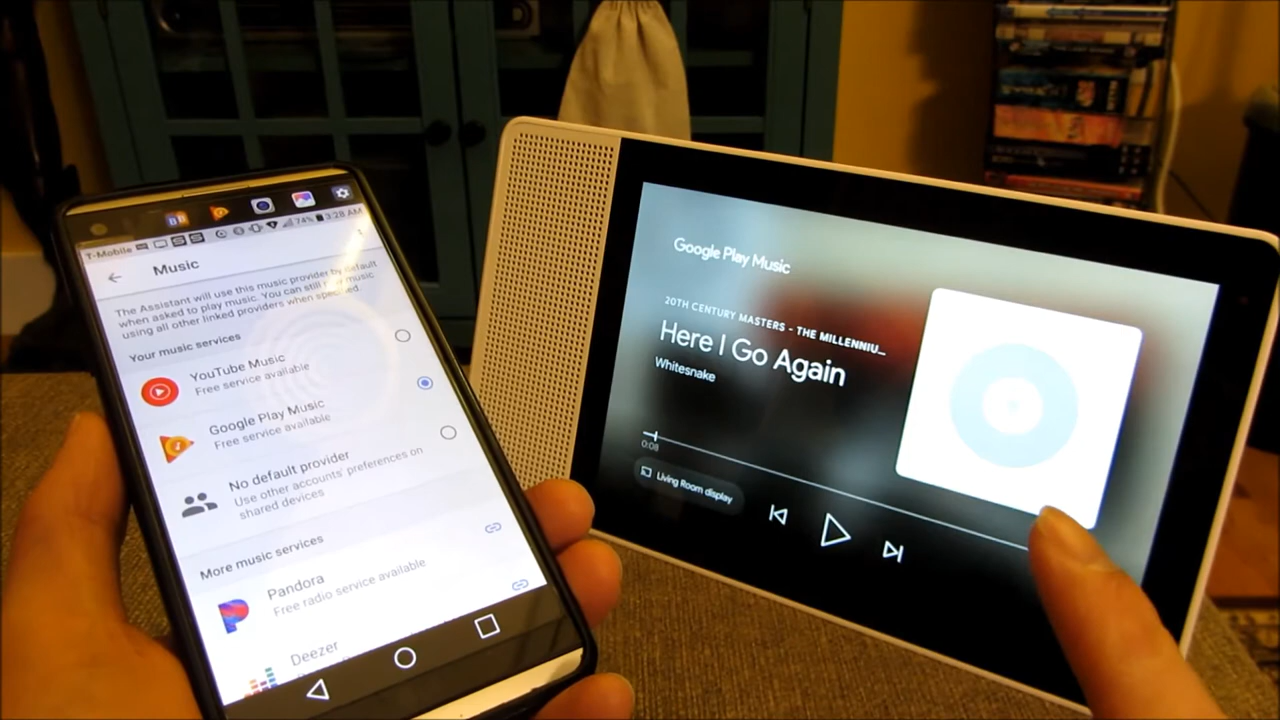 T-Mobile
74% 3:28 AM
Music
The Assistant will use this music provider by default
when asked to play music. You can still music
using all other linked providers when specified.
Your music services
YouTube Music
Free service available
Google Play Music
Free service available
No default provider
Use other accounts' preferences on
shared devices
More music services
Pandora
Free radio service available
Deezer
Google Play Music
20TH CENTURY MASTERS - THE MILLENNIU...
Here I Go Again
Whitesnake
0:08
Living Room display